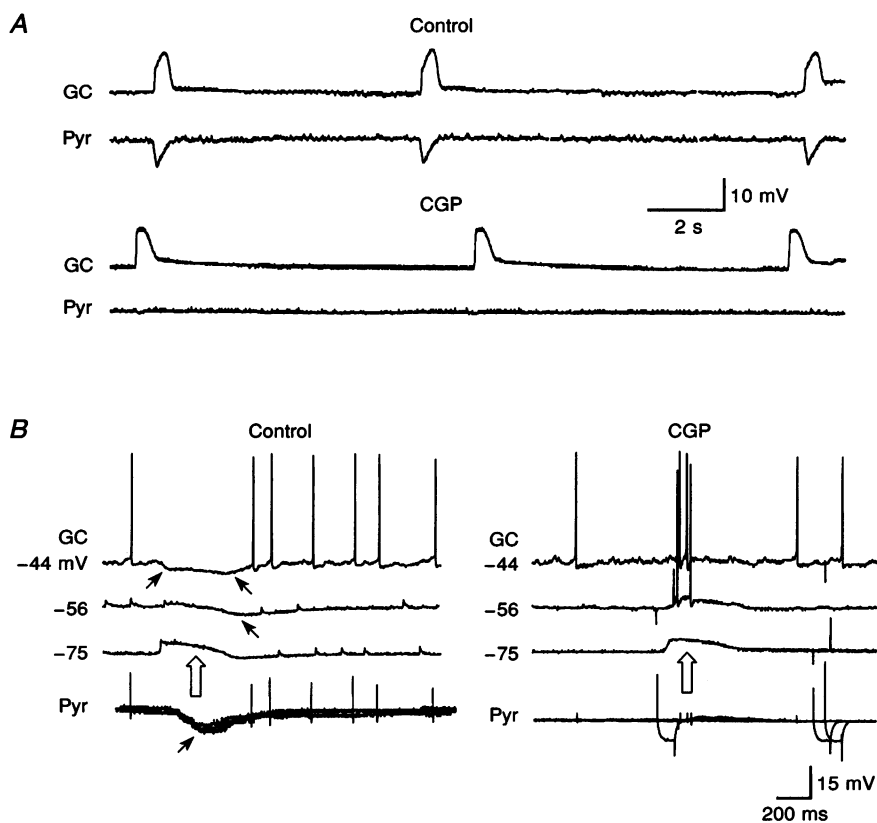 A
Control
GC
Pyr
10 mV
2 s
CGP
GC
Pyr
B
Control
CGP
GC
−44 mV
−56
−75
Pyr
GC
−44
−56
−75
Pyr
15 mV
200 ms